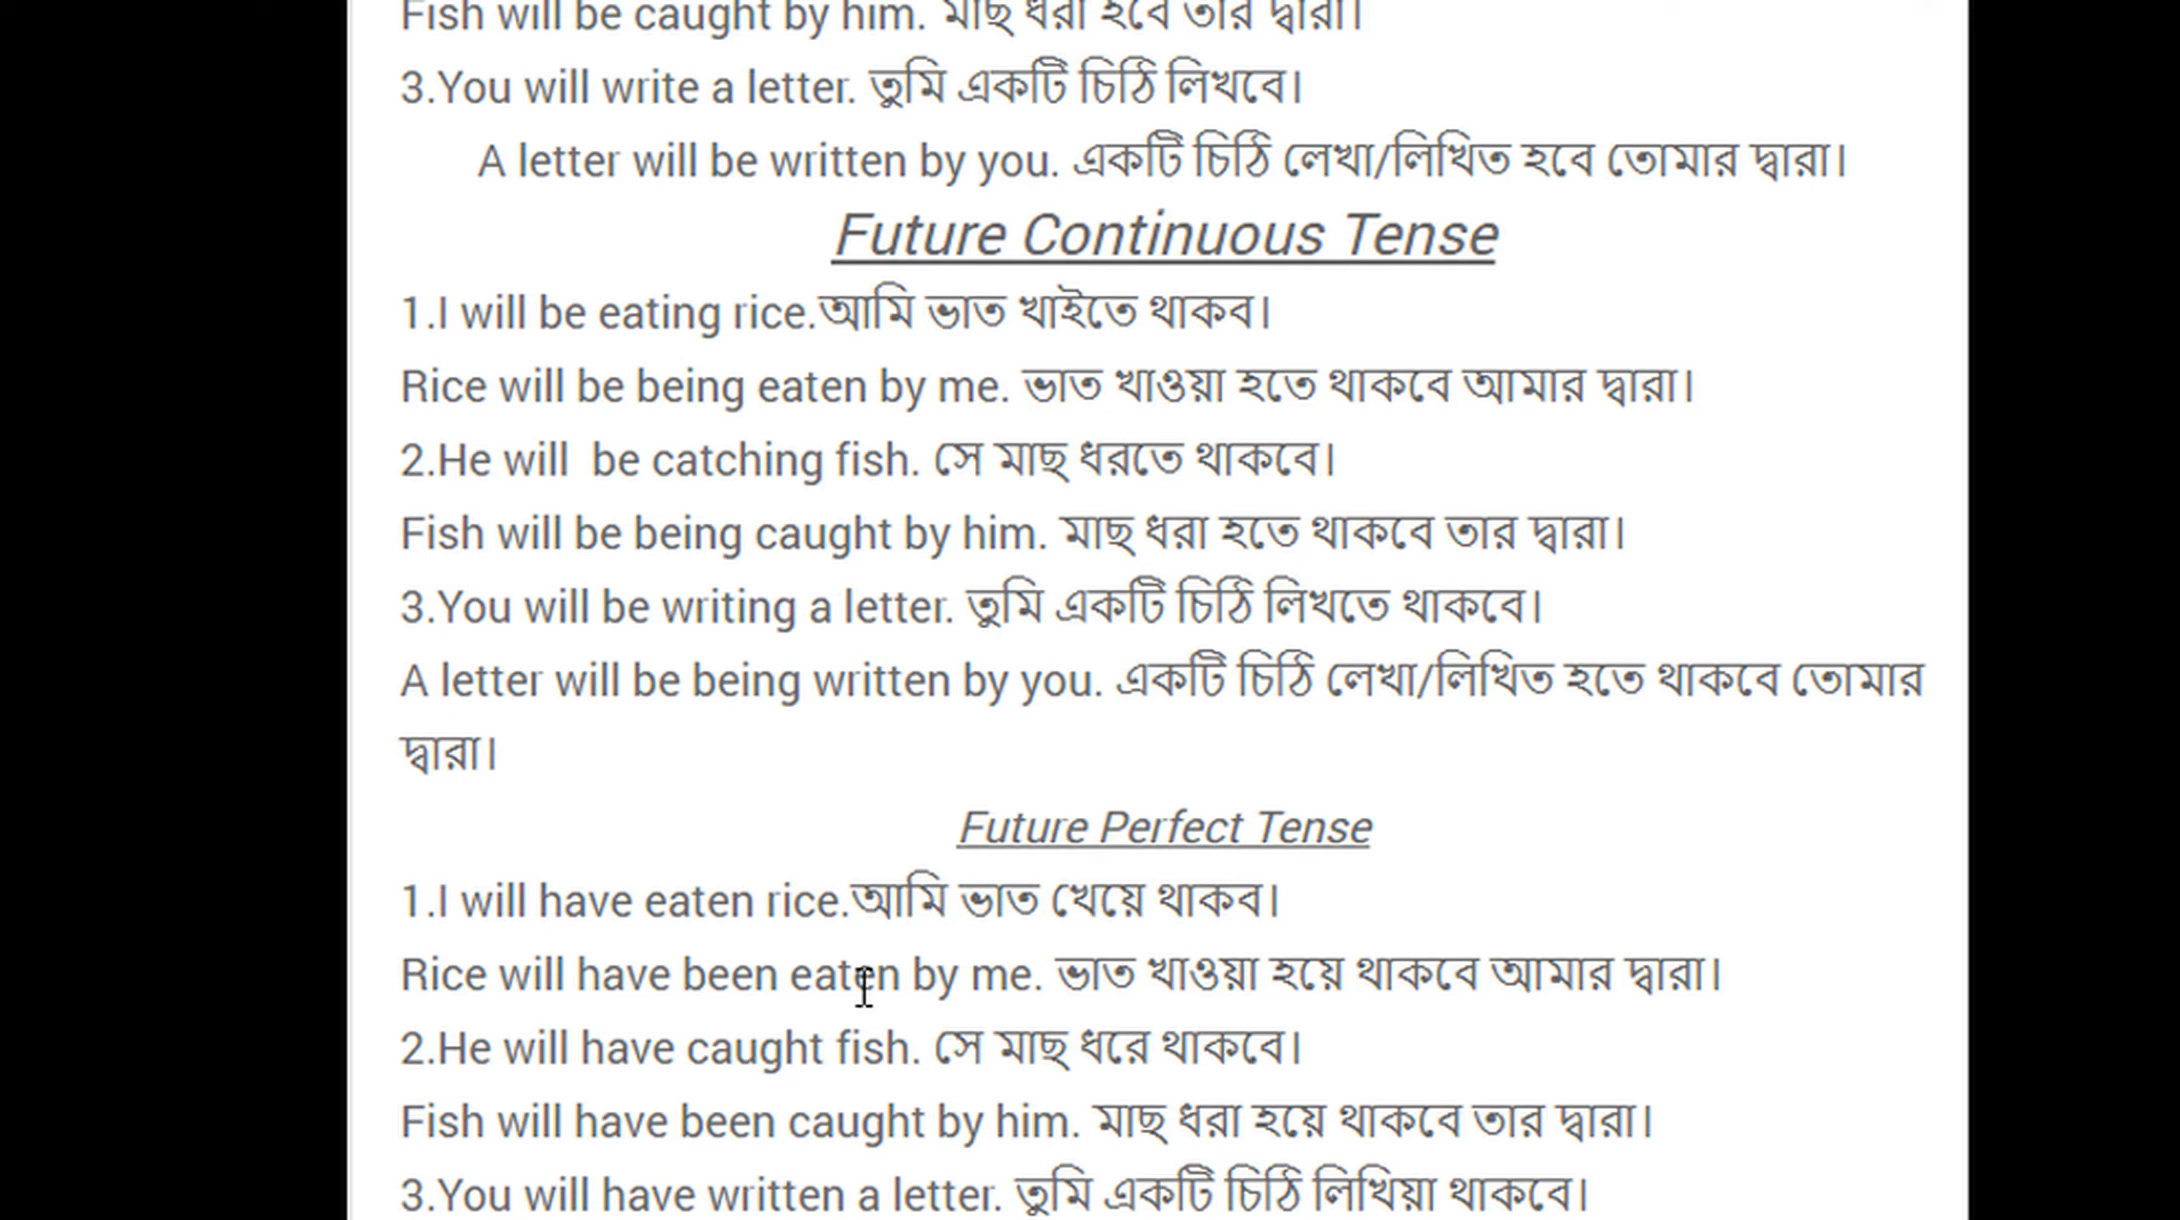 Fish will be caught by him. মাছ ধরা হবে তার দ্বারা।
3.You will write a letter. তুমি একটি চিঠি লিখবে।
A letter will be written by you. একটি চিঠি লেখা/লিখিত হবে তোমার দ্বারা।
Future Continuous Tense
1.I will be eating rice.আমি ভাত খাইতে থাকব।
Rice will be being eaten by me. ভাত খাওয়া হতে থাকবে আমার দ্বারা।
2.He will  be catching fish. সে মাছ ধরতে থাকবে।
Fish will be being caught by him. মাছ ধরা হতে থাকবে তার দ্বারা।
3.You will be writing a letter. তুমি একটি চিঠি লিখতে থাকবে।
A letter will be being written by you. একটি চিঠি লেখা/লিখিত হতে থাকবে তোমার
দ্বারা।
Future Perfect Tense
1.I will have eaten rice.আমি ভাত খেয়ে থাকব।
Rice will have been eaten by me. ভাত খাওয়া হয়ে থাকবে আমার দ্বারা।
2.He will have caught fish. সে মাছ ধরে থাকবে।
Fish will have been caught by him. মাছ ধরা হয়ে থাকবে তার দ্বারা।
3.You will have written a letter. তুমি একটি চিঠি লিখিয়া থাকবে।